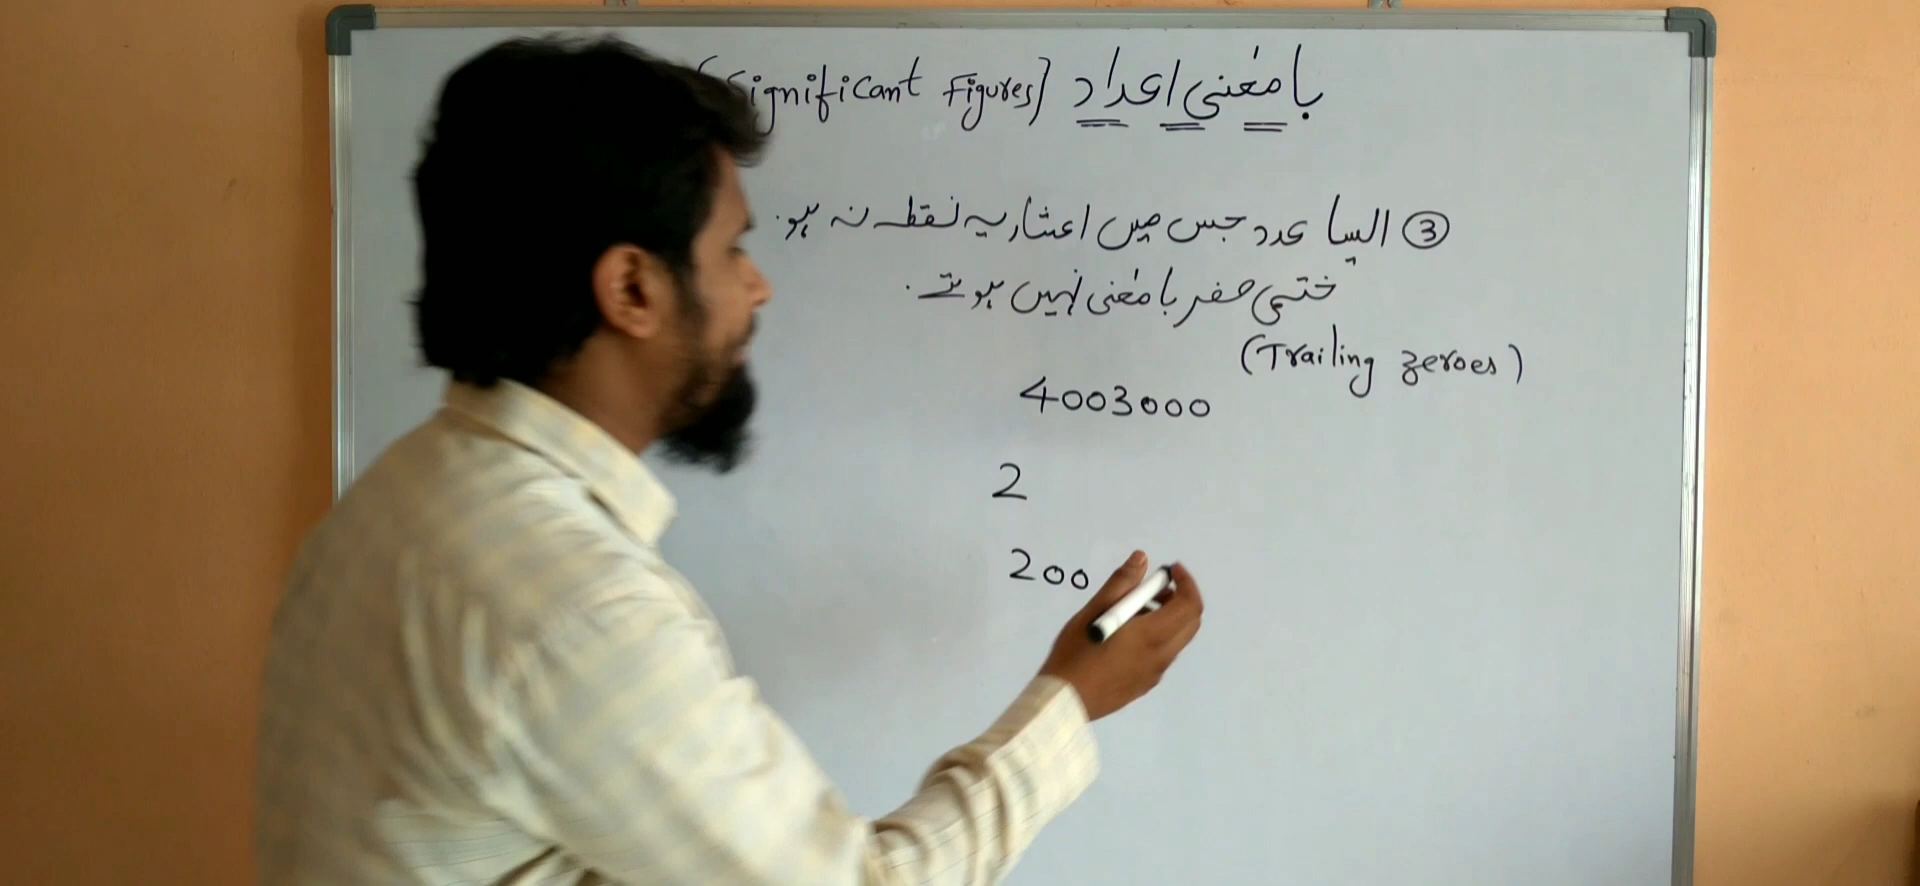 بامعنی اعداد (Significant Figures)
③ ایسا عدد جس میں اعشاریہ نقطہ نہ ہو۔
ختمی صفر بامعنی نہیں ہوتے۔
(Trailing zeroes)
4003000
2
200